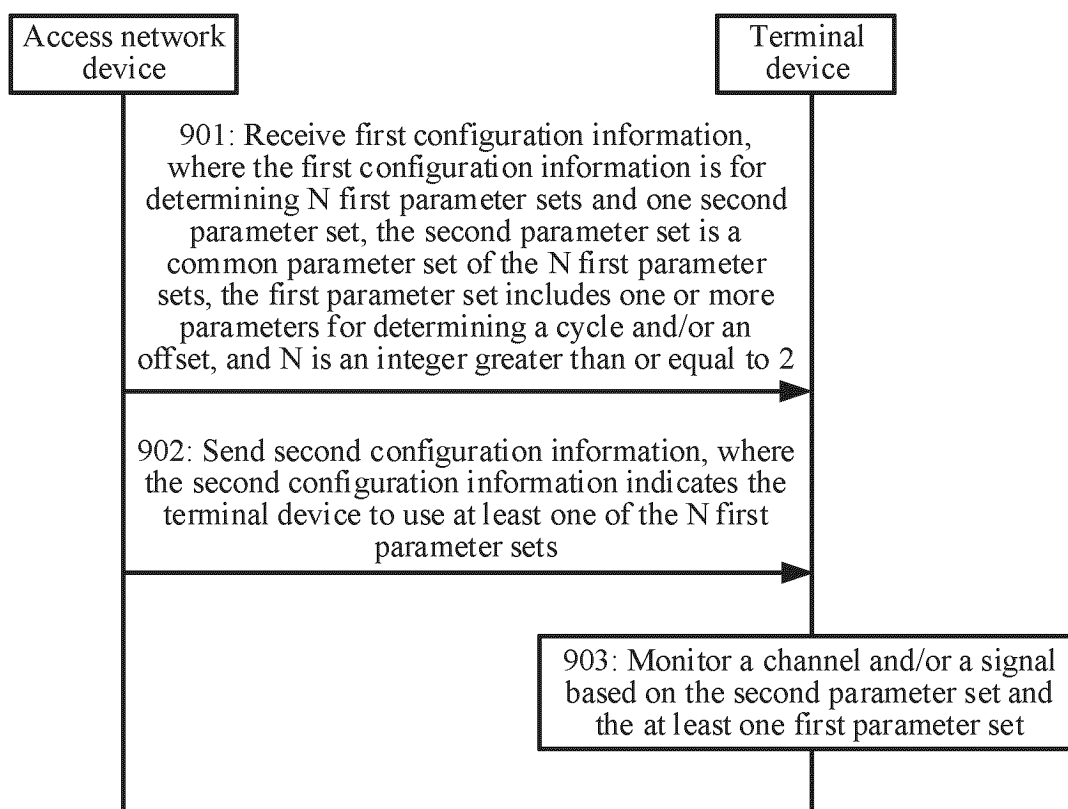 Access network
device
Terminal
device
901: Receive first configuration information,
where the first configuration information is for
determining N first parameter sets and one second
parameter set, the second parameter set is a
common parameter set of the N first parameter
sets, the first parameter set includes one or more
parameters for determining a cycle and/or an
offset, and N is an integer greater than or equal to 2
902: Send second configuration information, where
the second configuration information indicates the
terminal device to use at least one of the N first
parameter sets
903: Monitor a channel and/or a signal
based on the second parameter set and
the at least one first parameter set